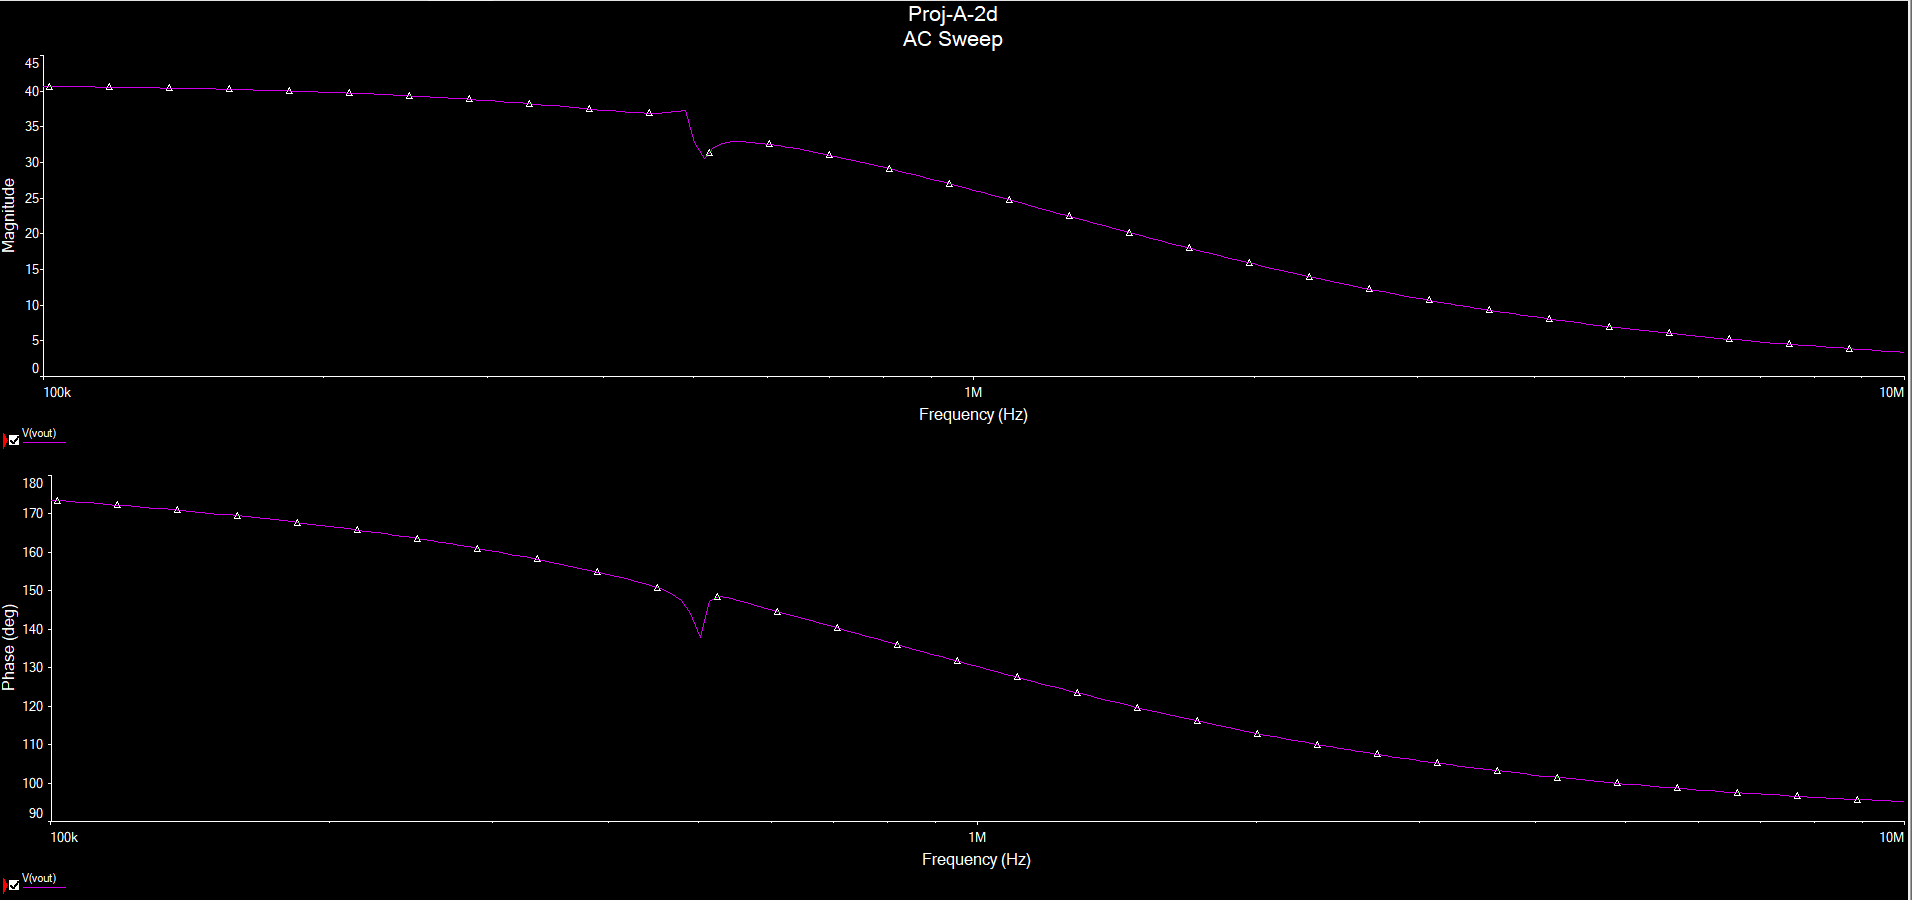 Proj-A-2d
AC Sweep
Magnitude
45
40
35
30
25
20
15
10
5
0
100k
1M
10M
Frequency (Hz)
V(vout)
Phase (deg)
180
170
160
150
140
130
120
110
100
90
100k
1M
10M
Frequency (Hz)
V(vout)